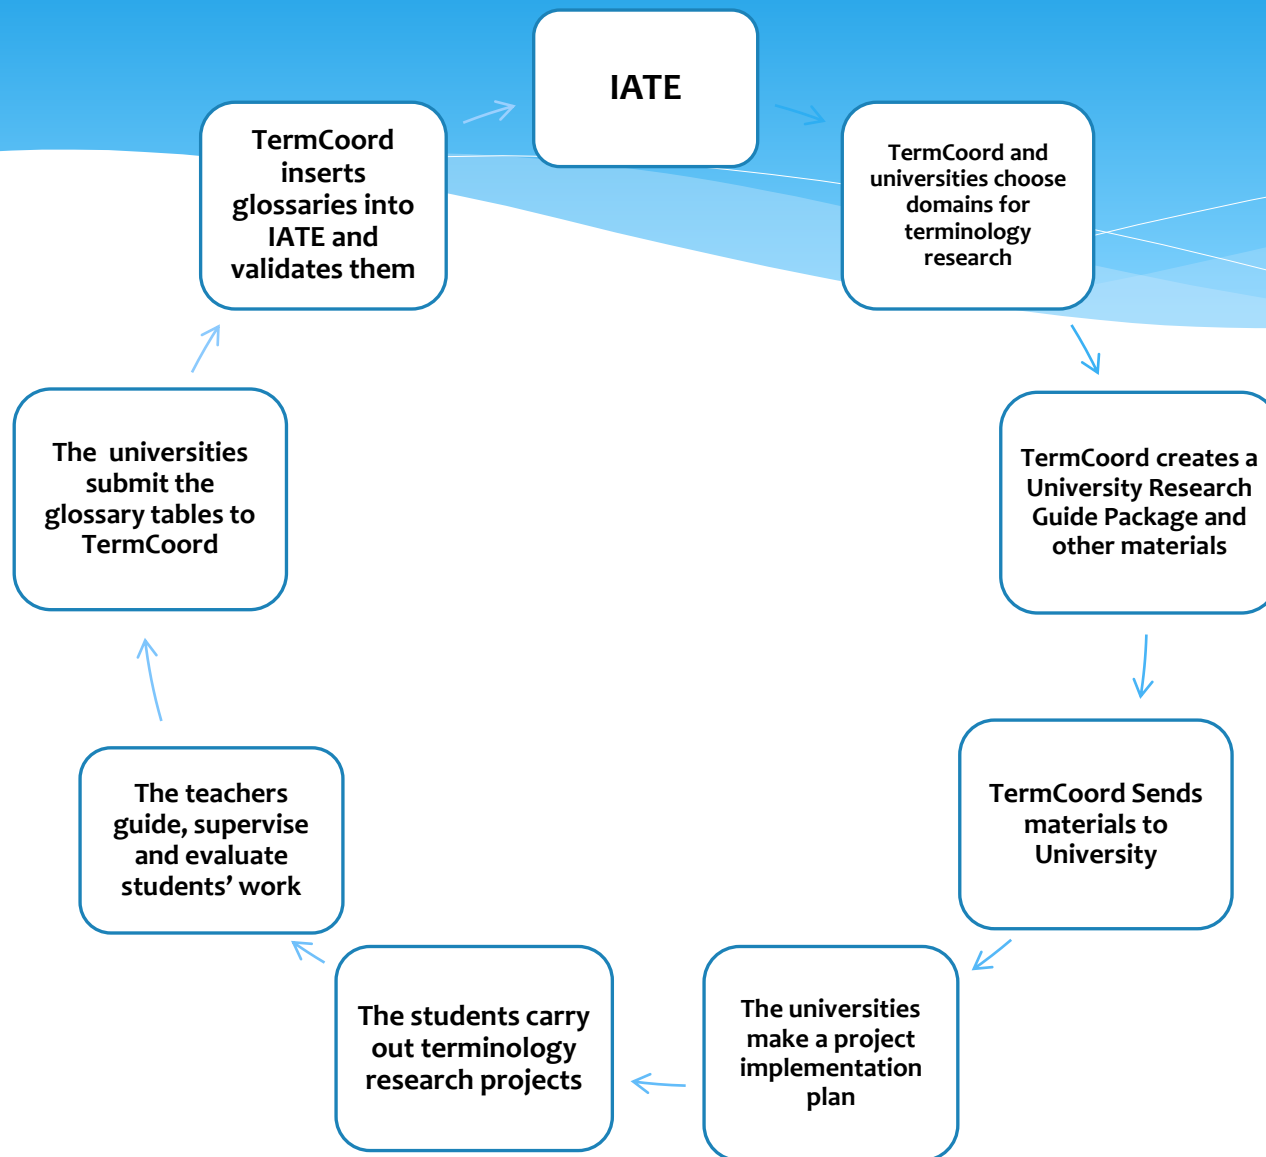 IATE
TermCoord and
universities choose
domains for
terminology
research
TermCoord creates a
University Research
Guide Package and
other materials
TermCoord Sends
materials to
University
The universities
make a project
implementation
plan
The students carry
out terminology
research projects
The teachers
guide, supervise
and evaluate
students’ work
The  universities
submit the
glossary tables to
TermCoord
TermCoord
inserts
glossaries into
IATE and
validates them